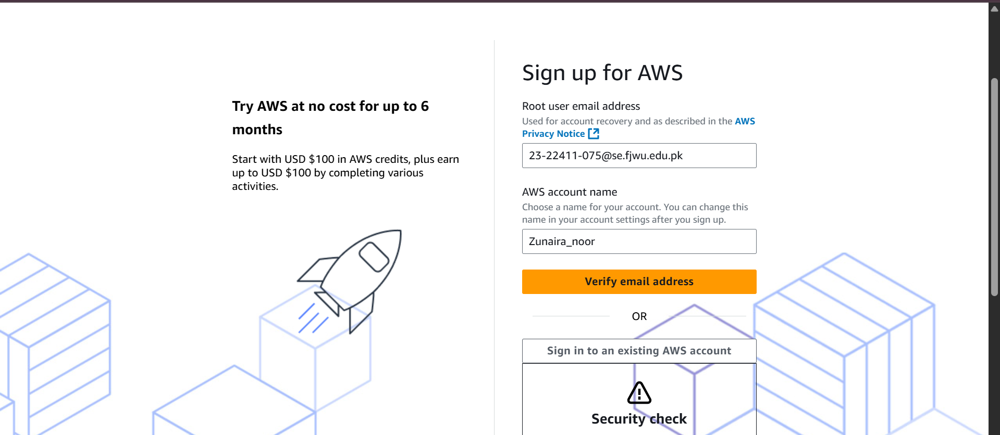 Try AWS at no cost for up to 6
months
Start with USD $100 in AWS credits, plus earn
up to USD $100 by completing various
activities.
Sign up for AWS
Root user email address
Used for account recovery and as described in the AWS
Privacy Notice
23-22411-075@se.fjwu.edu.pk
AWS account name
Choose a name for your account. You can change this
name in your account settings after you sign up.
Zunaira_noor
Verify email address
OR
Sign in to an existing AWS account
Security check